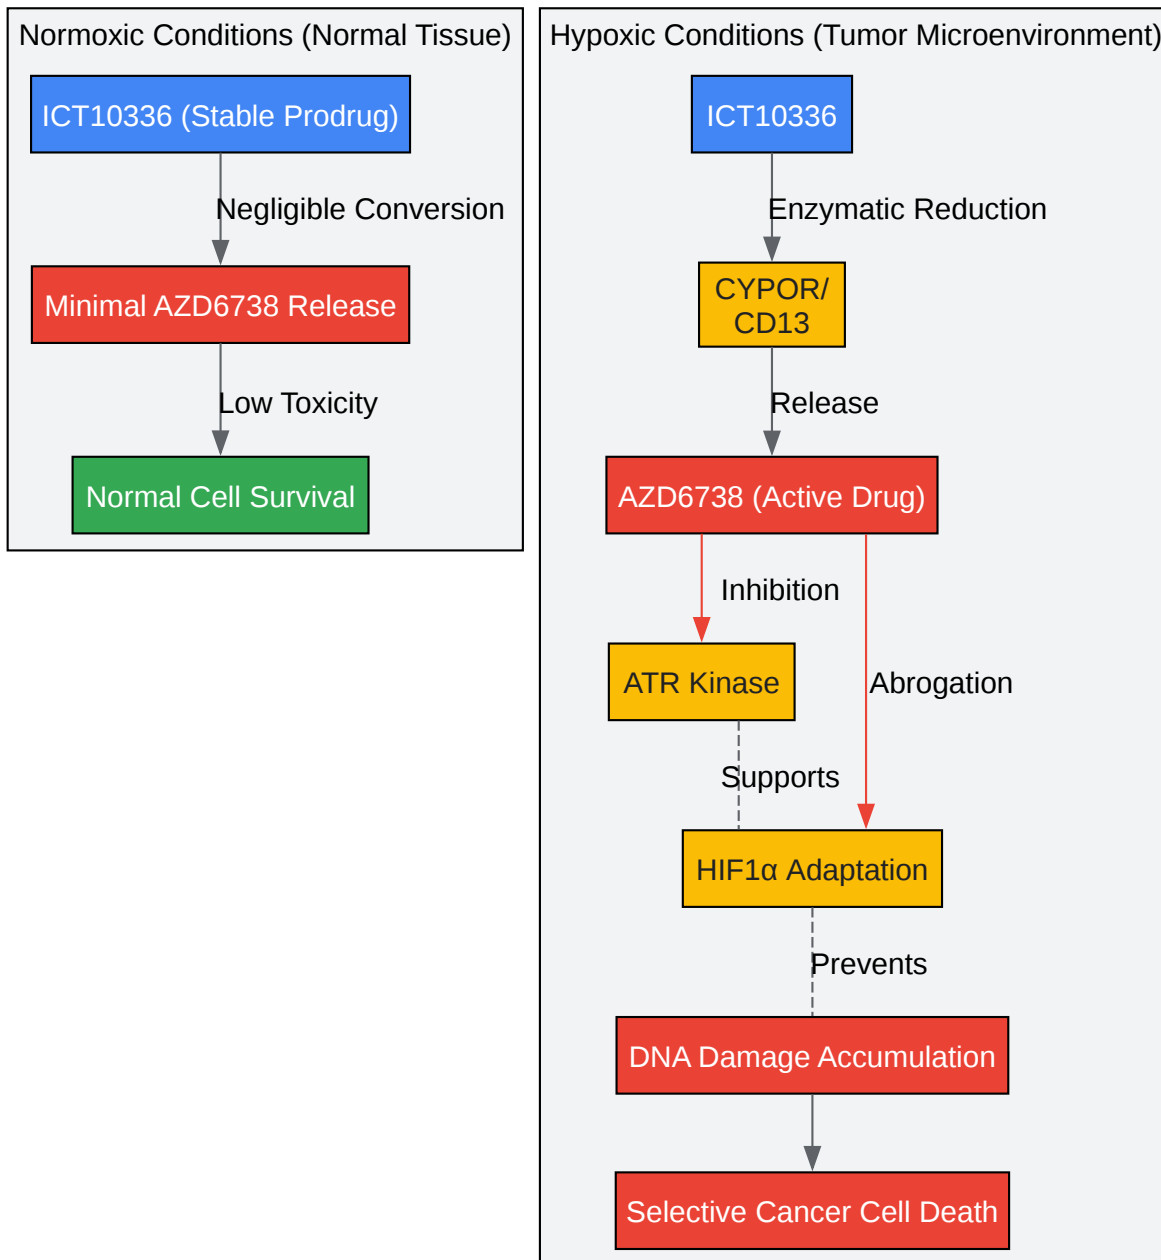 Normoxic Conditions (Normal Tissue)
ICT10336 (Stable Prodrug)
Negligible Conversion
Minimal AZD6738 Release
Low Toxicity
Normal Cell Survival
Hypoxic Conditions (Tumor Microenvironment)
ICT10336
Enzymatic Reduction
CYPOR/
CD13
Release
AZD6738 (Active Drug)
Inhibition
ATR Kinase
Abrogation
Supports
HIF1α Adaptation
Prevents
DNA Damage Accumulation
Selective Cancer Cell Death